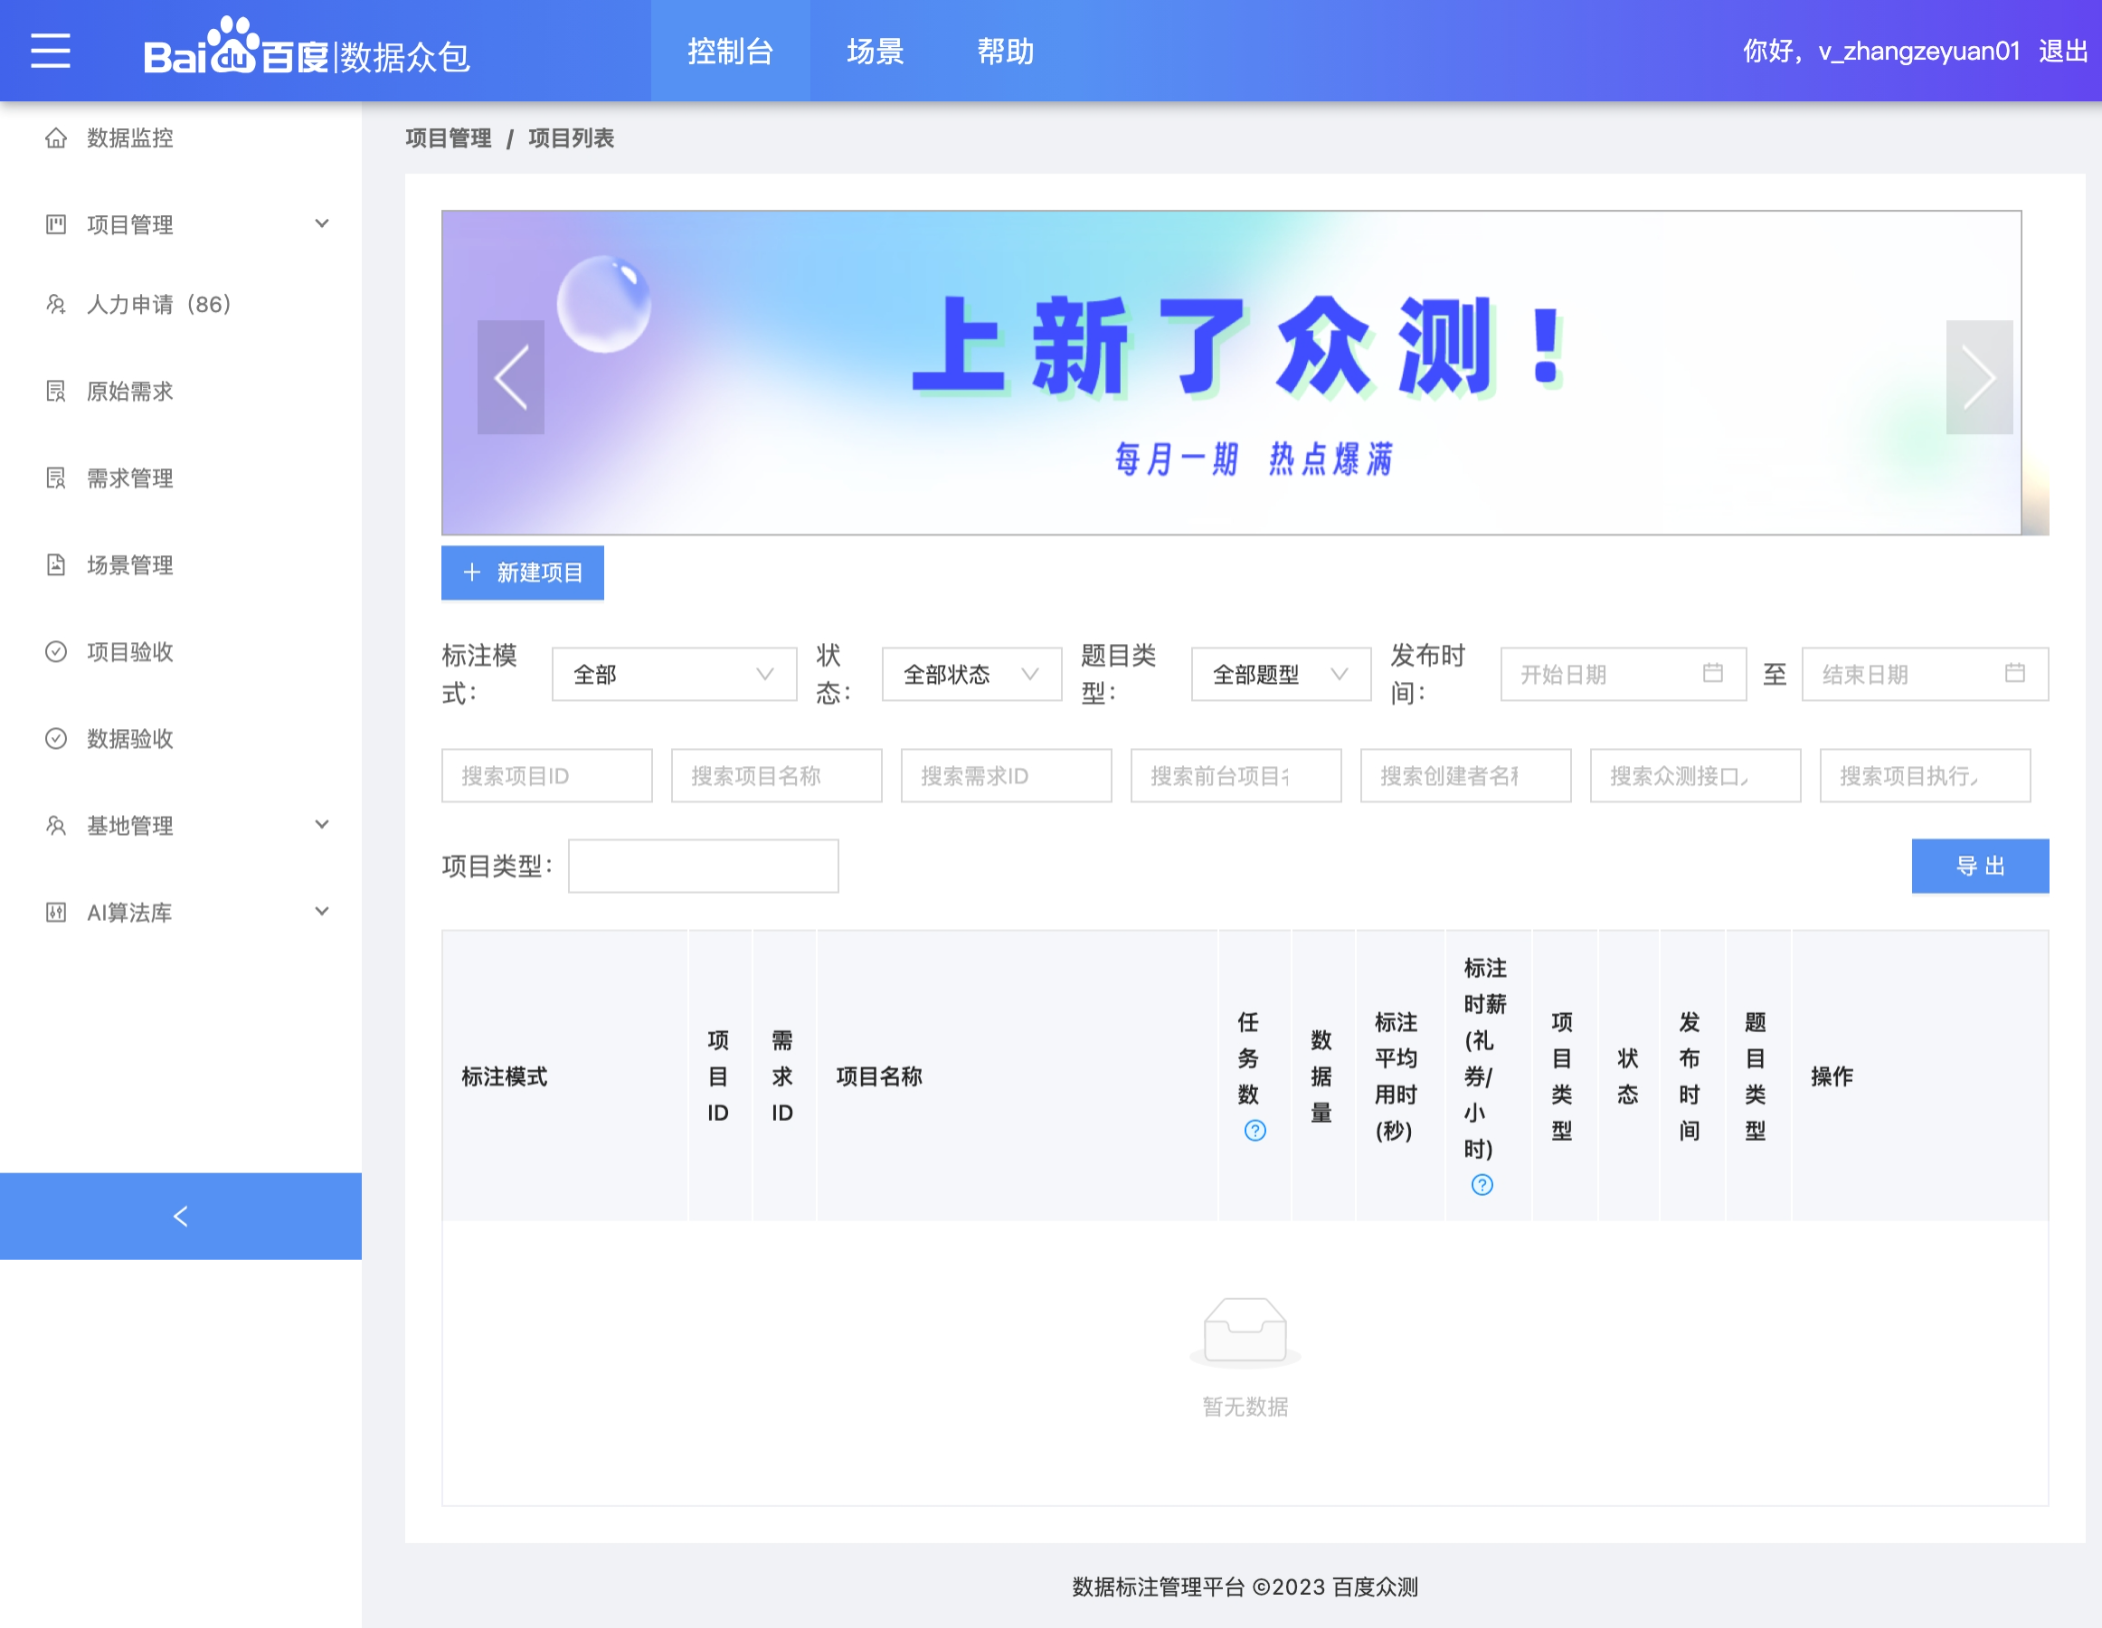 Bai du 百度|数据众包
控制台 场景 帮助
你好，v_zhangzeyuan01 退出
数据监控
项目管理
人力申请（86）
原始需求
需求管理
场景管理
项目验收
数据验收
基地管理
AI算法库
项目管理 / 项目列表
上新了众测！
每月一期 热点爆满
新建项目
标注模式： 全部
状态： 全部状态
题目类型： 全部题型
发布时间： 开始日期 至 结束日期
搜索项目ID 搜索项目名称 搜索需求ID 搜索前台项目 搜索创建者名 搜索众测接口 搜索项目执行
项目类型：
导出
标注模式
项目ID
需求ID
项目名称
任务数
数据量
标注平均用时(秒)
标注时薪(礼券/小时)
项目类型
状态
发布时间
题目类型
操作
暂无数据
数据标注管理平台 ©2023 百度众测